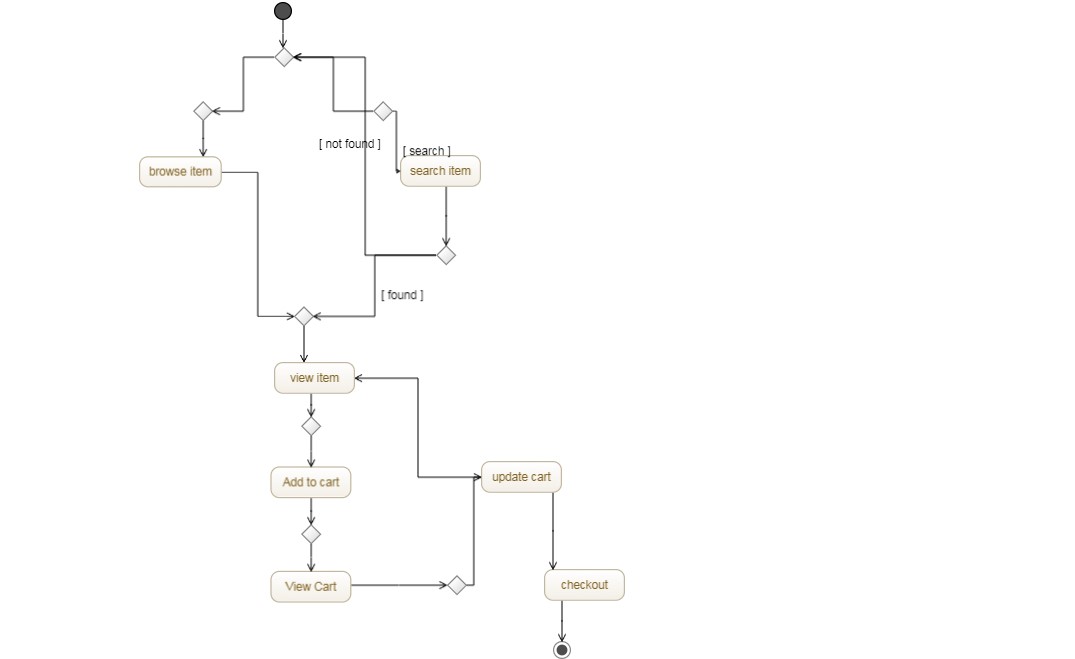 [ not found ]
[ search ]
browse item
search item
[ found ]
view item
update cart
Add to cart
View Cart
checkout